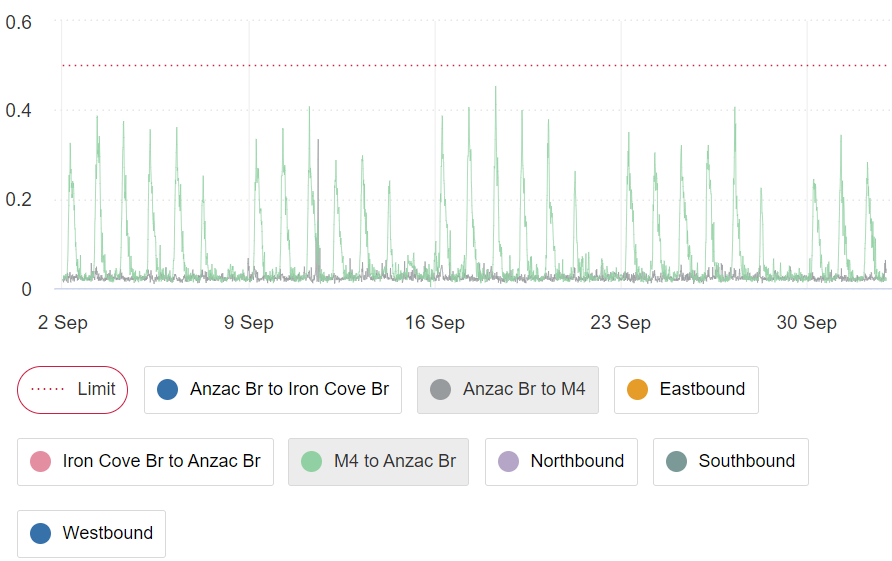 0.6
0.4
0.2
0
2 Sep 9 Sep 16 Sep 23 Sep 30 Sep
Limit Anzac Br to Iron Cove Br Anzac Br to M4 Eastbound
Iron Cove Br to Anzac Br M4 to Anzac Br Northbound Southbound
Westbound